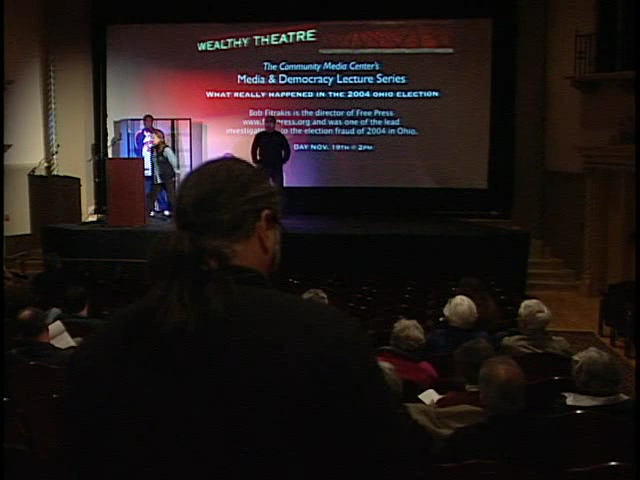 WEALTHY THEATRE
The Community Media Center's
Media & Democracy Lecture Series
WHAT REALLY HAPPENED IN THE 2004 OHIO ELECTION
Bob Fitrakis is the director of Free Press
and was one of the lead
to the election fraud of 2004 in Ohio.
DAY NOV. 19TH @ 2PM